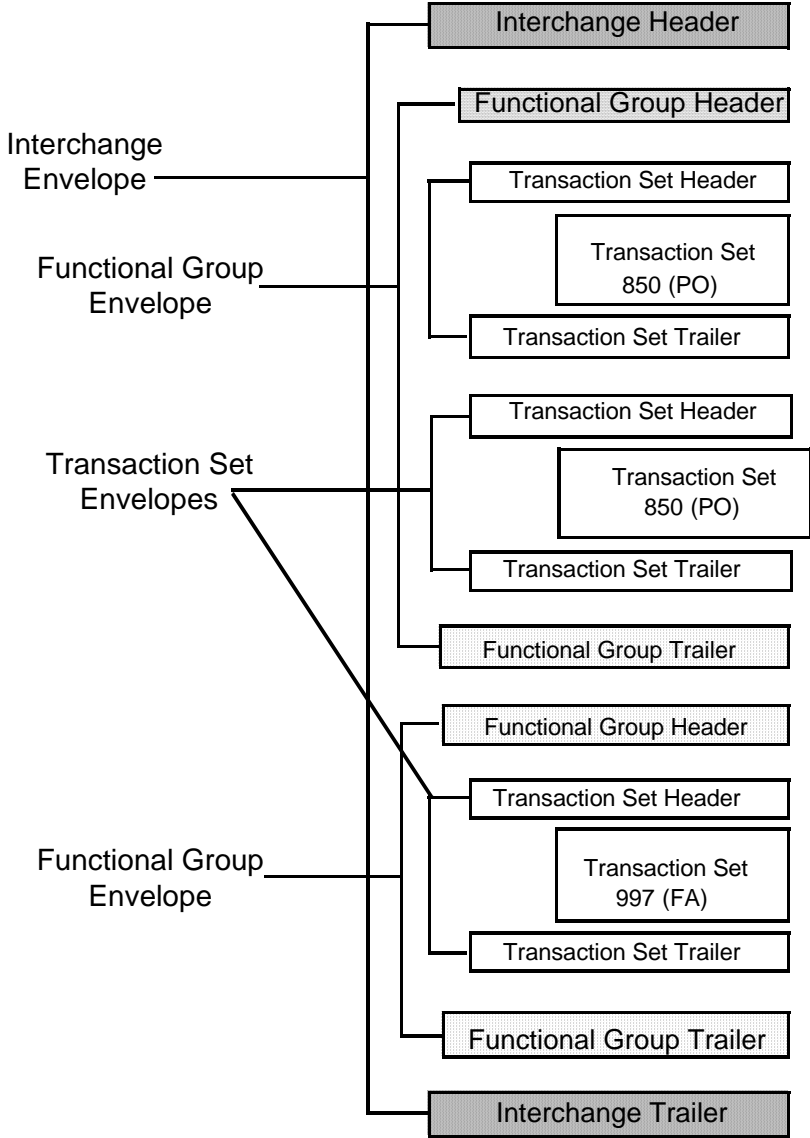 Interchange Header
Functional Group Header
Interchange
Envelope
Transaction Set Header
Transaction Set
850 (PO)
Functional Group
Envelope
Transaction Set Trailer
Transaction Set Header
Transaction Set
Envelopes
Transaction Set
850 (PO)
Transaction Set Trailer
Functional Group Trailer
Functional Group Header
Transaction Set Header
Functional Group
Envelope
Transaction Set
997 (FA)
Transaction Set Trailer
Functional Group Trailer
Interchange Trailer